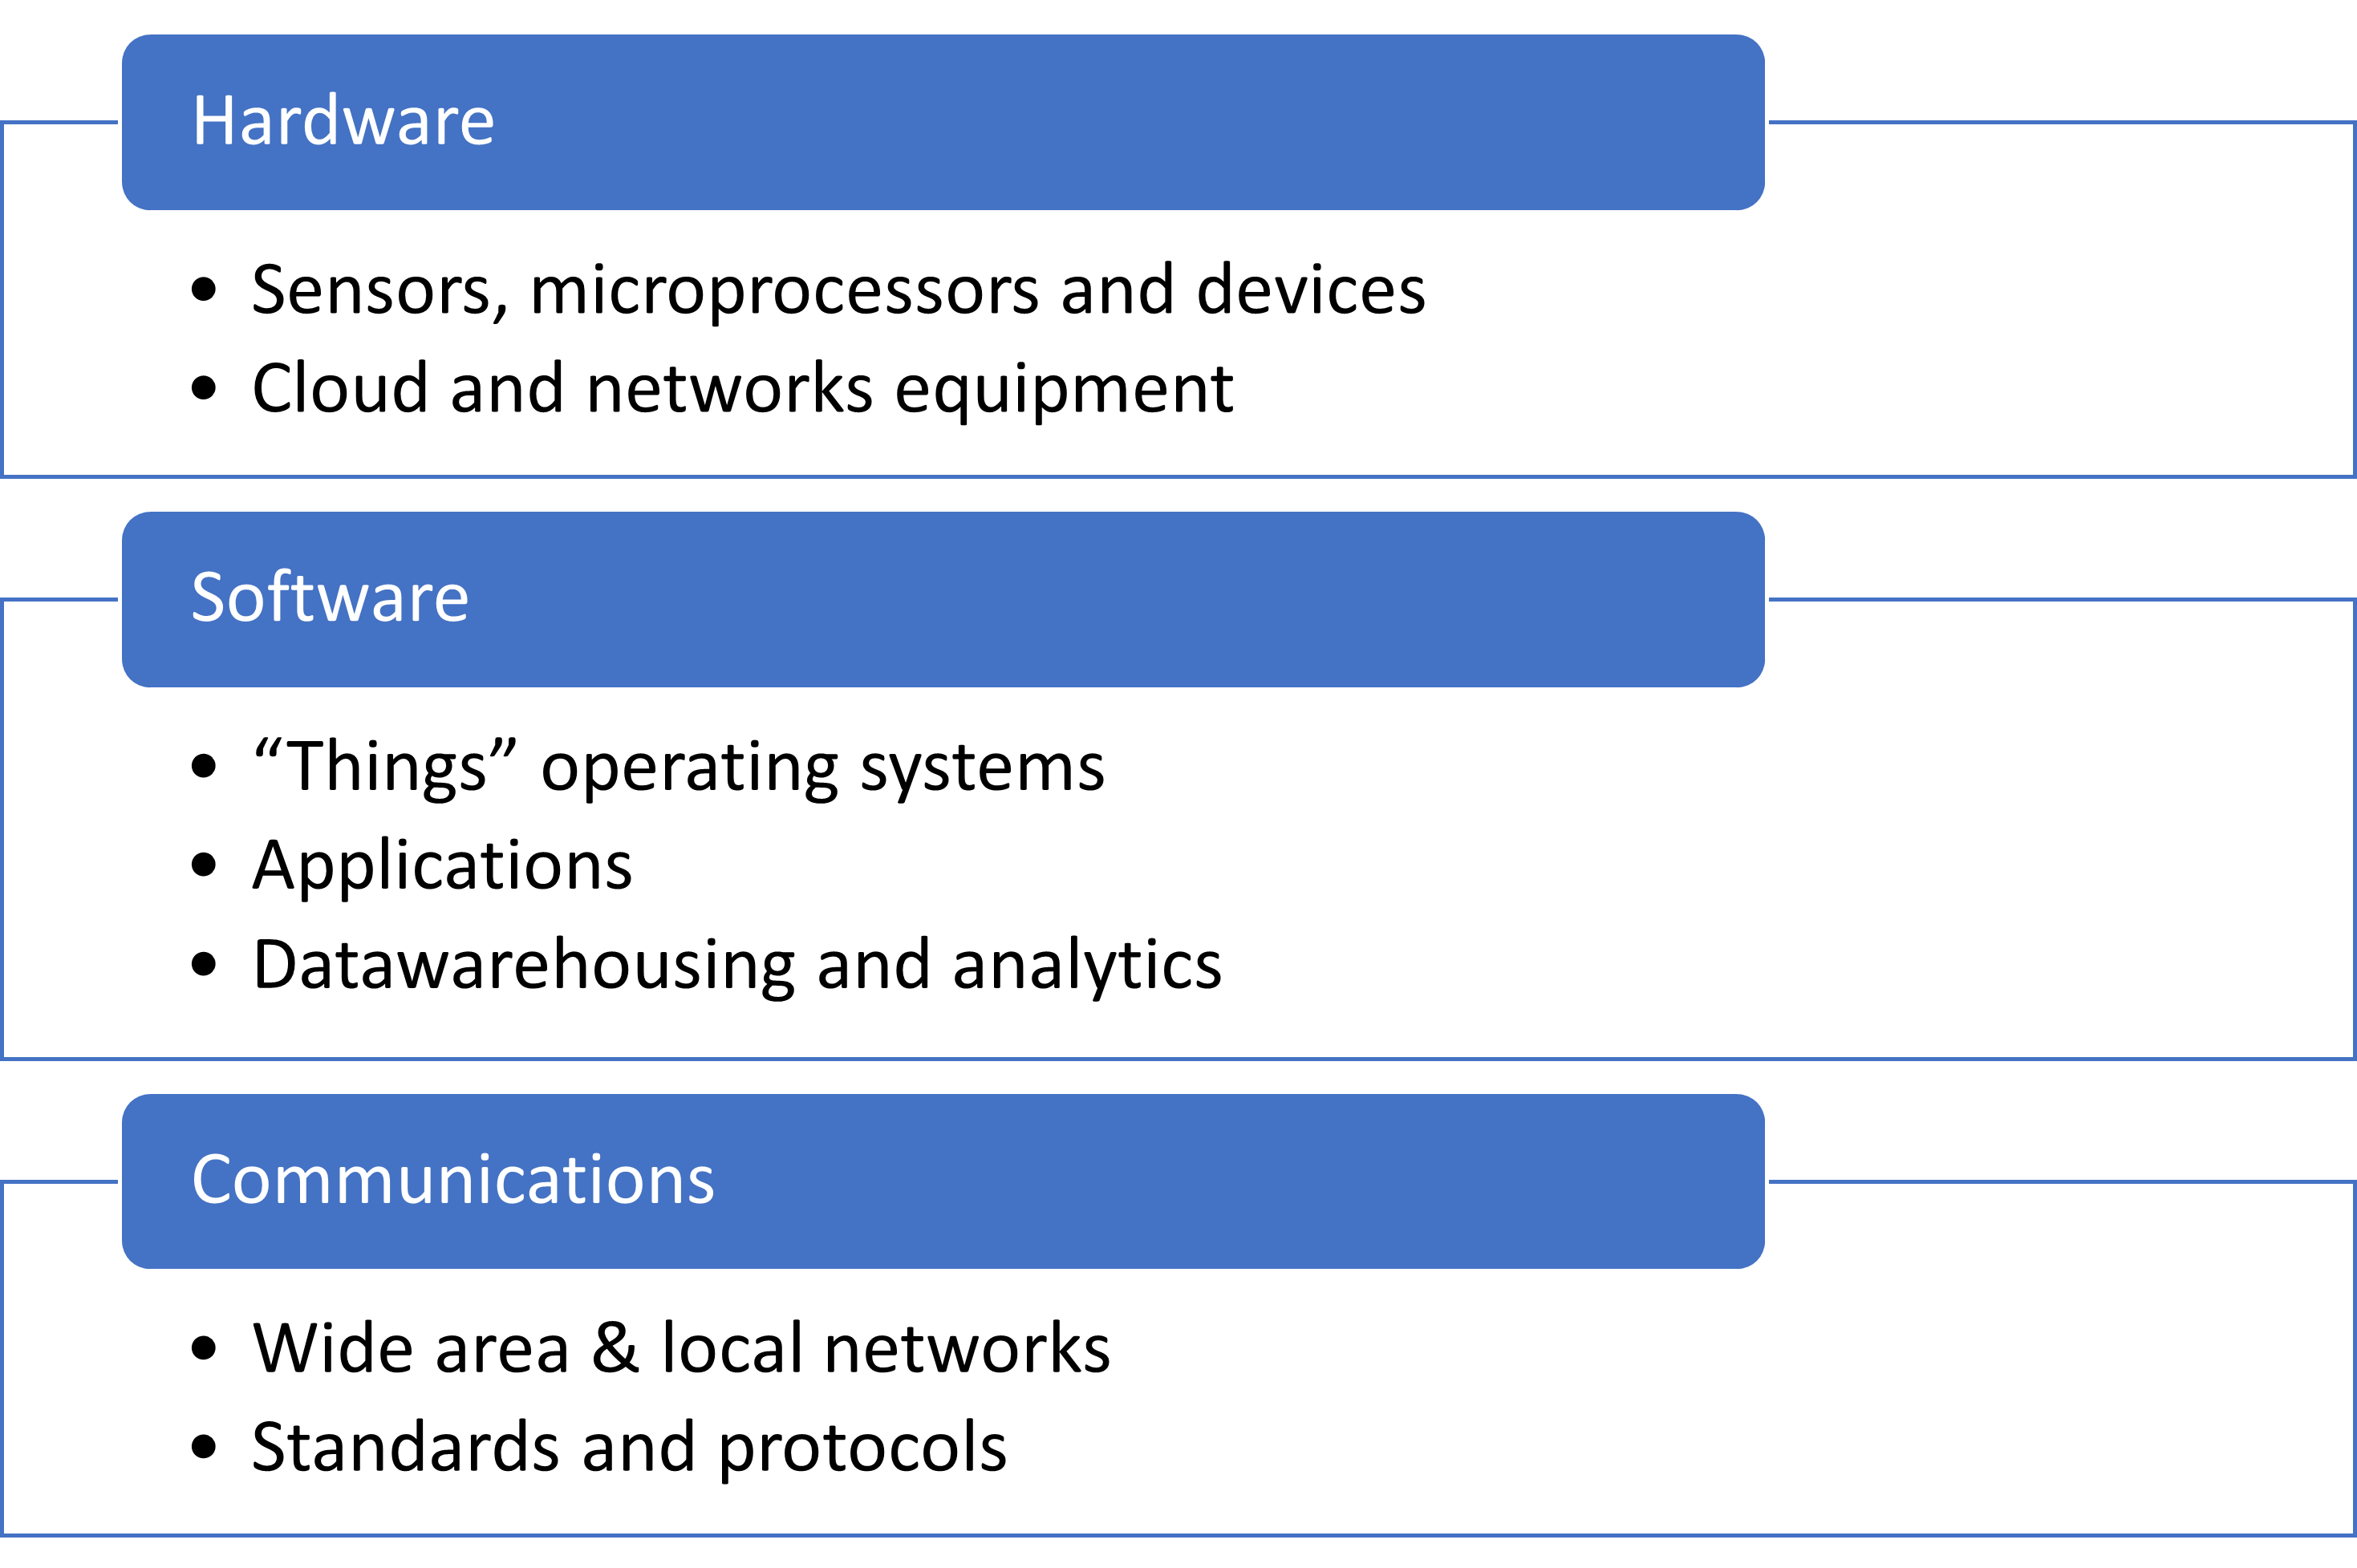 Hardware
• Sensors, microprocessors and devices
• Cloud and networks equipment
Software
• “Things” operating systems
• Applications
• Datawarehousing and analytics
Communications
• Wide area & local networks
• Standards and protocols